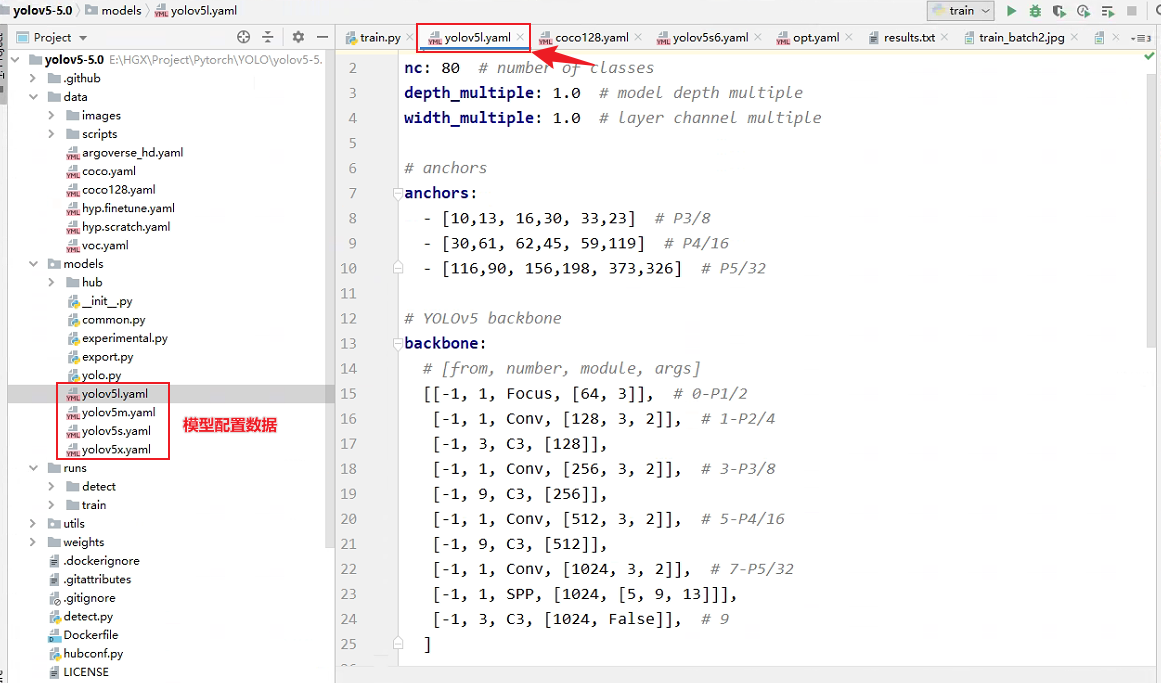 yolov5-5.0 models yolov5l.yaml train
Project
train.py yolov5l.yaml coco128.yaml yolov5s6.yaml opt.yaml results.txt train_batch2.jpg
yolov5-5.0 E:\HGX\Project\Pytorch\YOLO\yolov5-5.
.github
data
images
scripts
argoverse_hd.yaml
coco.yaml
coco128.yaml
hyp.finetune.yaml
hyp.scratch.yaml
voc.yaml
models
hub
__init__.py
common.py
experimental.py
export.py
yolo.py
yolov5l.yaml
yolov5m.yaml
yolov5s.yaml
yolov5x.yaml
模型配置数据
runs
detect
train
utils
weights
.dockerignore
.gitattributes
.gitignore
detect.py
Dockerfile
hubconf.py
LICENSE
2 nc: 80  # number of classes
3 depth_multiple: 1.0  # model depth multiple
4 width_multiple: 1.0  # layer channel multiple
5
6 # anchors
7 anchors:
8   - [10,13, 16,30, 33,23]  # P3/8
9   - [30,61, 62,45, 59,119]  # P4/16
10   - [116,90, 156,198, 373,326]  # P5/32
11
12 # YOLOv5 backbone
13 backbone:
14   # [from, number, module, args]
15   [[-1, 1, Focus, [64, 3]],  # 0-P1/2
16    [-1, 1, Conv, [128, 3, 2]],  # 1-P2/4
17    [-1, 3, C3, [128]],
18    [-1, 1, Conv, [256, 3, 2]],  # 3-P3/8
19    [-1, 9, C3, [256]],
20    [-1, 1, Conv, [512, 3, 2]],  # 5-P4/16
21    [-1, 9, C3, [512]],
22    [-1, 1, Conv, [1024, 3, 2]],  # 7-P5/32
23    [-1, 1, SPP, [1024, [5, 9, 13]]],
24    [-1, 3, C3, [1024, False]],  # 9
25   ]